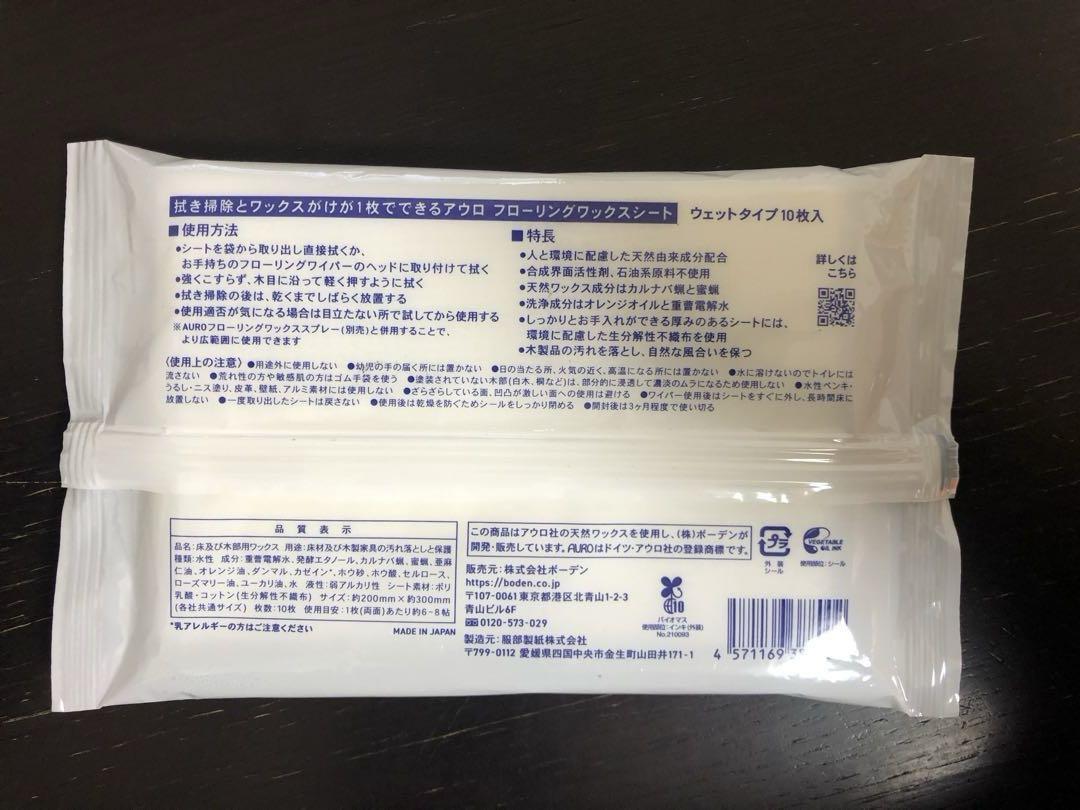 拭き掃除とワックスがけが1枚でできるアウロ フローリングワックスシート ウェットタイプ10枚入
■使用方法
●シートを袋から取り出し直接拭くか、
お手持ちのフローリングワイパーのヘッドに取り付けて拭く
●強くこすらず、木目に沿って軽く押すように拭く
●拭き掃除の後は、乾くまでしばらく放置する
●使用適否が気になる場合は目立たない所で試してから使用する
※AUROフローリングワックススプレー(別売)と併用することで、
より広範囲に使用できます
■特長
●人と環境に配慮した天然由来成分配合
●合成界面活性剤、石油系原料不使用
●天然ワックス成分はカルナバ蝋と蜜蝋
●洗浄成分はオレンジオイルと重曹電解水
●しっかりとお手入れができる厚みのあるシートには、
環境に配慮した生分解性不織布を使用
●木製品の汚れを落とし、自然な風合いを保つ
詳しくは
こちら
〈使用上の注意〉●用途外に使用しない ●幼児の手の届く所には置かない ●日の当たる所、火気の近く、高温になる所に置かない ●水に溶けないのでトイレには
流さない ●荒れ性の方や敏感肌の方はゴム手袋を使う ●塗装されていない木部(白木、桐など)は、部分的に浸透して濃淡のムラになるため使用しない ●水性ペンキ・
うるし・ニス塗り、皮革、壁紙、アルミ素材には使用しない ●ざらざらしている面、凹凸が激しい面への使用は避ける ●ワイパー使用後はシートをすぐに外し、長時間床に
放置しない ●一度取り出したシートは戻さない ●使用後は乾燥を防ぐためシールをしっかり閉める ●開封後は3ヶ月程度で使い切る
品質表示
品名:床及び木部用ワックス 用途:床材及び木製家具の汚れ落としと保護
種類:水性 成分:重曹電解水、発酵エタノール、カルナバ蝋、蜜蝋、亜麻
仁油、オレンジ油、ダンマル、カゼイン*、ホウ砂、ホウ酸、セルロース、
ローズマリー油、ユーカリ油、水 液性:弱アルカリ性 シート素材:ポリ
乳酸・コットン(生分解性不織布) サイズ:約200mm×約300mm
(各社共通サイズ) 枚数:10枚 使用目安:1枚(両面)あたり約6~8帖
*乳アレルギーの方はご注意ください
MADE IN JAPAN
この商品はアウロ社の天然ワックスを使用し、(株)ボーデンが
開発・販売しています。AUROはドイツ・アウロ社の登録商標です。
販売元:株式会社ボーデン
https://boden.co.jp
〒107-0061 東京都港区北青山1-2-3
青山ビル6F
0120-573-029
製造元:服部製紙株式会社
〒799-0112 愛媛県四国中央市金生町山田井171-1
プラ
外装
シール
VEGETABLE
OIL INK
使用部位:シール
10
バイオマス
使用部位:インキ(外装)
No.210093
4 571169